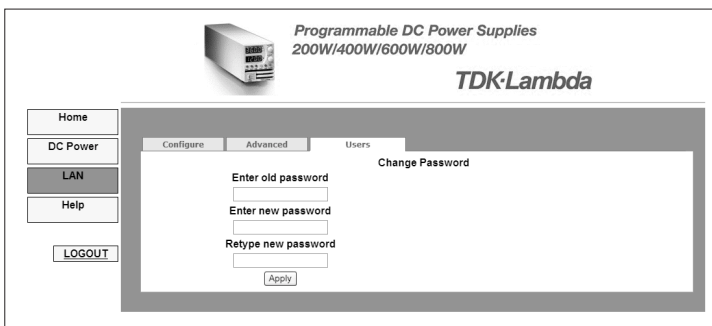 Programmable DC Power Supplies
200W/400W/600W/800W
TDK·Lambda
Home
DC Power
LAN
Help
LOGOUT
Configure
Advanced
Users
Change Password
Enter old password
Enter new password
Retype new password
Apply